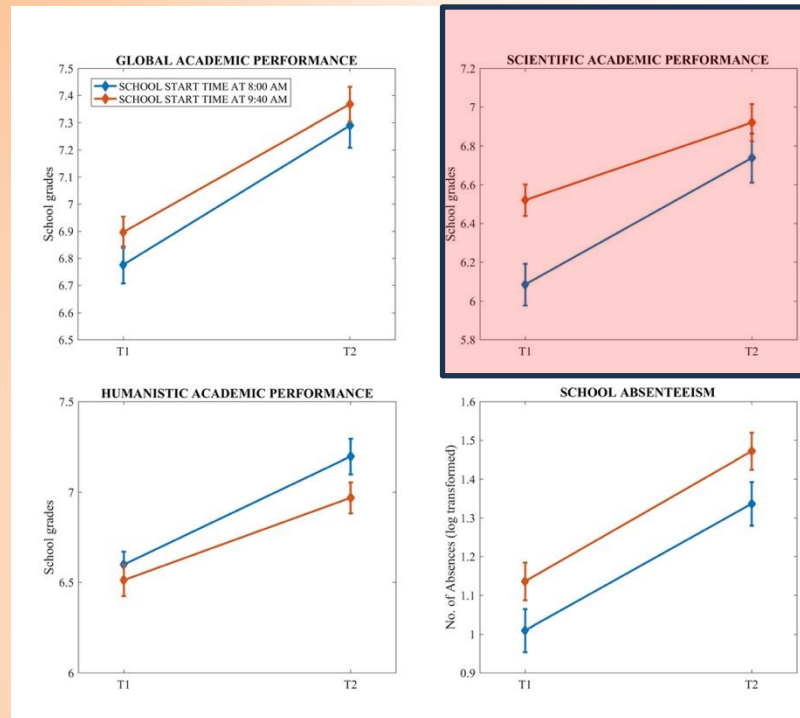 GLOBAL ACADEMIC PERFORMANCE
7.5
7.4
7.3
7.2
7.1
7
6.9
6.8
6.7
6.6
6.5
School grades
SCHOOL START TIME AT 8:00 AM
SCHOOL START TIME AT 9:40 AM
T1
T2
SCIENTIFIC ACADEMIC PERFORMANCE
7.2
7
6.8
6.6
6.4
6.2
6
5.8
School grades
T1
T2
HUMANISTIC ACADEMIC PERFORMANCE
7.5
7
6.5
6
School grades
T1
T2
SCHOOL ABSENTEEISM
1.6
1.5
1.4
1.3
1.2
1.1
1
0.9
No. of Absences (log transformed)
T1
T2